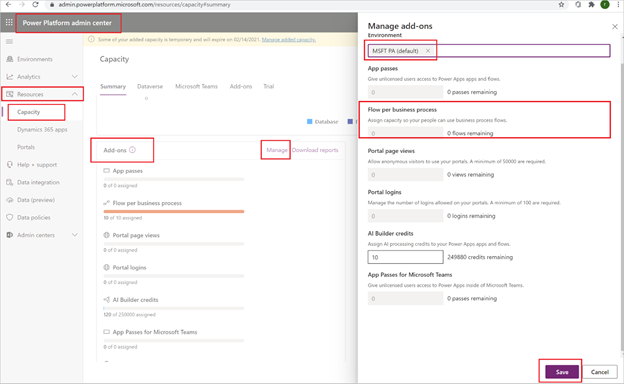 admin.powerplatform.microsoft.com/resources/capacity#summary
Power Platform admin center
Some of your added capacity is temporary and will expire on 02/14/2021. Manage added capacity.
Environments
Analytics
Resources
Capacity
Dynamics 365 apps
Portals
Help + support
Data integration
Data (preview)
Data policies
Admin centers
Capacity
Summary Dataverse Microsoft Teams Add-ons Trial
Database
Add-ons
Manage Download reports
App passes
0 of 0 assigned
Flow per business process
10 of 10 assigned
Portal page views
0 of 0 assigned
Portal logins
0 of 0 assigned
AI Builder credits
120 of 250000 assigned
App Passes for Microsoft Teams
0 of 0 assigned
Manage add-ons
Environment
MSFT PA (default)
App passes
Give unlicensed users access to Power Apps apps and flows.
0 0 passes remaining
Flow per business process
Assign capacity so your people can use business process flows.
0 0 flows remaining
Portal page views
Allow anonymous visitors to use your portals. A minimum of 50000 are required.
0 0 views remaining
Portal logins
Manage the number of logins allowed on your portals. A minimum of 100 are required.
0 0 logins remaining
AI Builder credits
Assign AI processing credits to your Power Apps apps and flows.
10 249880 credits remaining
App Passes for Microsoft Teams
Give unlicensed users access to Power Apps inside of Microsoft Teams.
0 0 passes remaining
Save Cancel